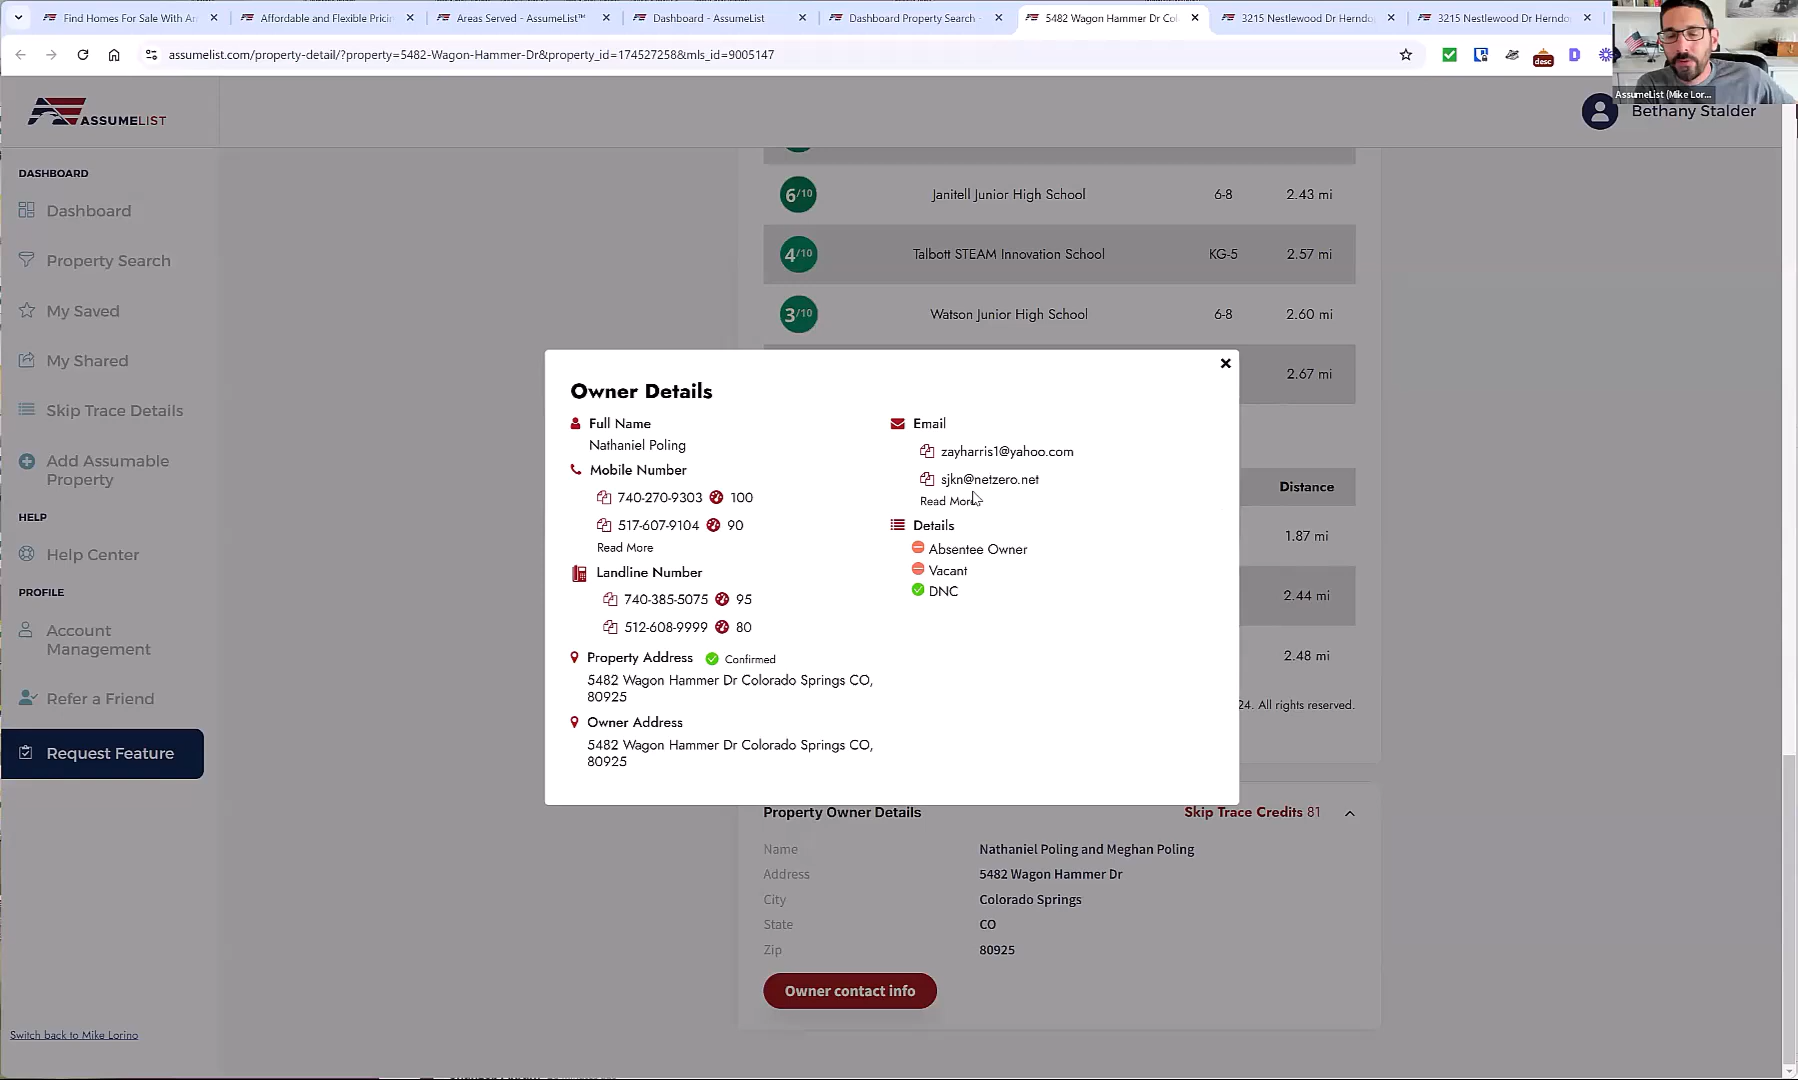 Find Homes For Sale With As
Affordable and Flexible Pricin
Areas Served - AssumeList™
Dashboard - AssumeList
Dashboard Property Search -
5482 Wagon Hammer Dr Col
3215 Nestlewood Dr Herndo
3215 Nestlewood Dr Herndo
assumelist.com/property-detail/?property=5482-Wagon-Hammer-Dr&property_id=174527258&mls_id=9005147
desc
D
AssumeList (Mike Lor...
ASSUMELIST
Bethany Stalder
DASHBOARD
Dashboard
Property Search
My Saved
My Shared
Skip Trace Details
Add Assumable
Property
HELP
Help Center
PROFILE
Account
Management
Refer a Friend
Request Feature
Switch back to Mike Lorino
6/10 Janitell Junior High School 6-8 2.43 mi
4/10 Talbott STEAM Innovation School KG-5 2.57 mi
3/10 Watson Junior High School 6-8 2.60 mi
2.67 mi
Distance
1.87 mi
2.44 mi
2.48 mi
24. All rights reserved.
Owner Details
Full Name
Nathaniel Poling
Mobile Number
740-270-9303 100
517-607-9104 90
Read More
Landline Number
740-385-5075 95
512-608-9999 80
Property Address Confirmed
5482 Wagon Hammer Dr Colorado Springs CO,
80925
Owner Address
5482 Wagon Hammer Dr Colorado Springs CO,
80925
Email
zayharris1@yahoo.com
sjkn@netzero.net
Read More
Details
Absentee Owner
Vacant
DNC
Property Owner Details Skip Trace Credits 81
Name Nathaniel Poling and Meghan Poling
Address 5482 Wagon Hammer Dr
City Colorado Springs
State CO
Zip 80925
Owner contact info